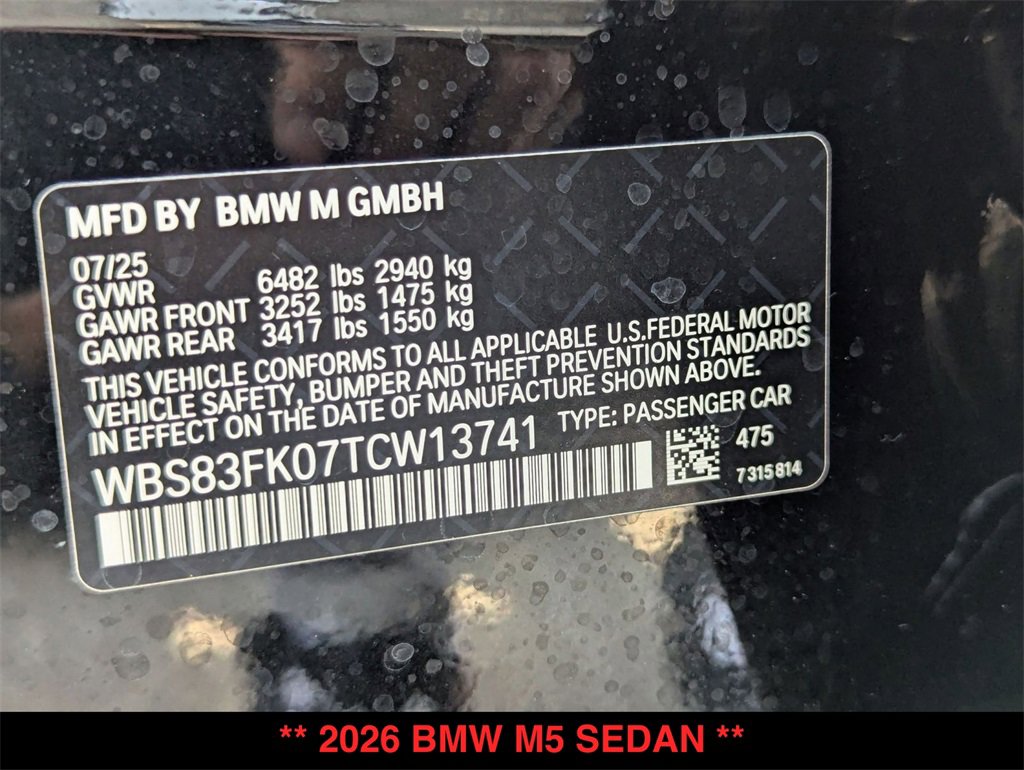 MFD BY BMW M GMBH
07/25
GVWR 6482 lbs 2940 kg
GAWR FRONT 3252 lbs 1475 kg
GAWR REAR 3417 lbs 1550 kg
THIS VEHICLE CONFORMS TO ALL APPLICABLE U.S.FEDERAL MOTOR
VEHICLE SAFETY, BUMPER AND THEFT PREVENTION STANDARDS
IN EFFECT ON THE DATE OF MANUFACTURE SHOWN ABOVE.
WBS83FK07TCW13741 TYPE: PASSENGER CAR
475
7315814
** 2026 BMW M5 SEDAN **